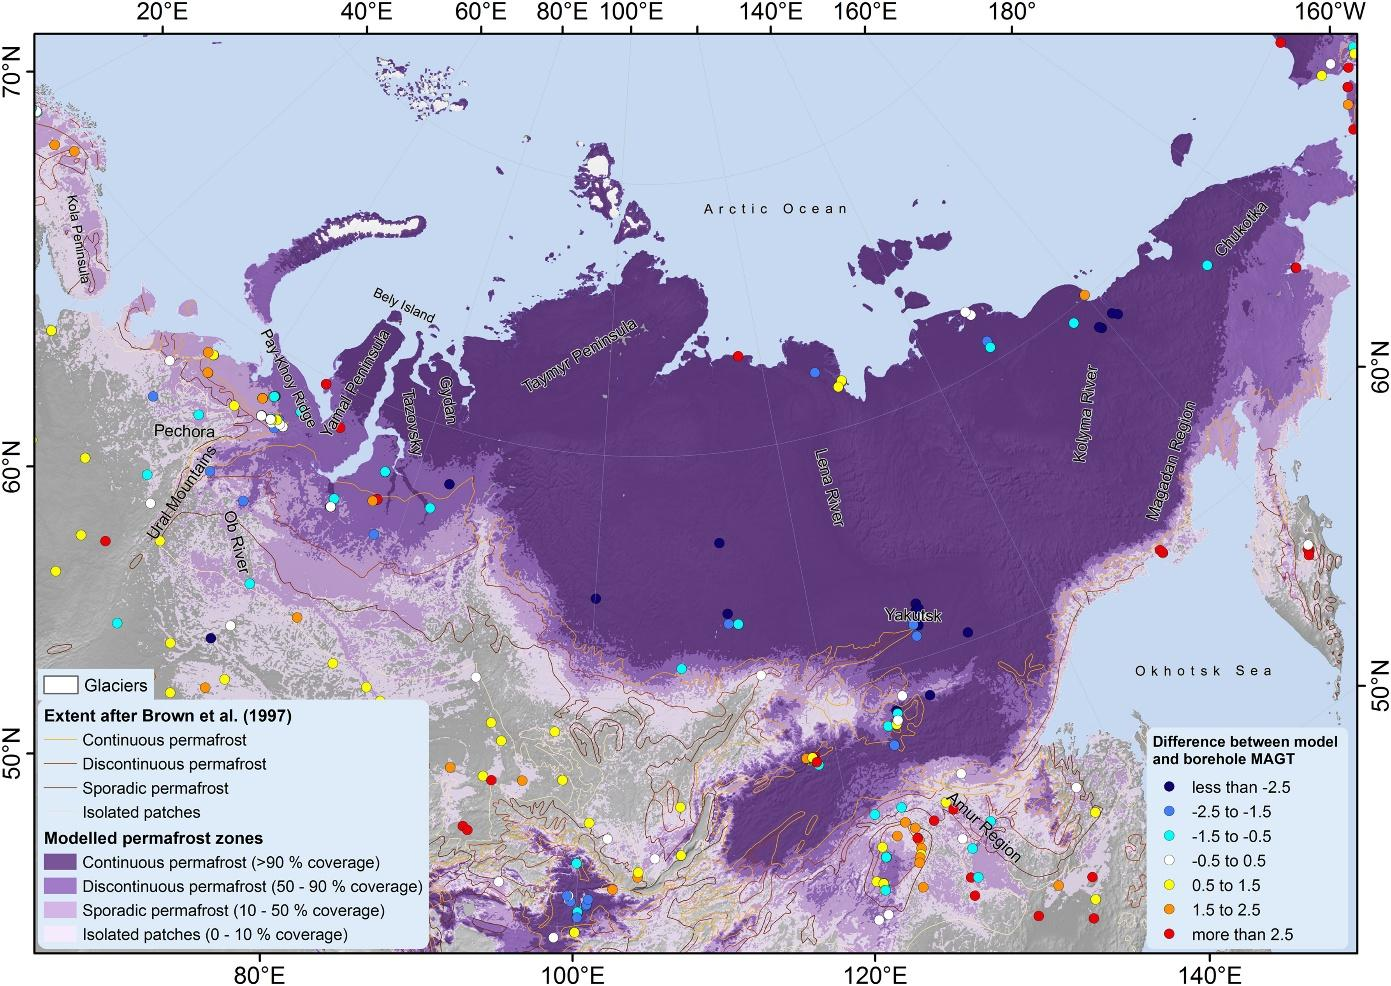 20°E 40°E 60°E 80°E 100°E 140°E 160°E 180° 160°W
70°N
Arctic Ocean
Kola Peninsula
Chukotka
Bely Island
Pay-Khoy Ridge
Yamal Peninsula
Taymyr Peninsula
Gydan
Tazovsky
60°N
Kolyma River
Magadan Region
Pechora
Ural Mountains
60°N
Lena River
Ob River
Yakutsk
Okhotsk Sea
50°N
Glaciers
Extent after Brown et al. (1997)
Continuous permafrost
Discontinuous permafrost
Sporadic permafrost
Isolated patches
Modelled permafrost zones
Continuous permafrost (>90 % coverage)
Discontinuous permafrost (50 - 90 % coverage)
Sporadic permafrost (10 - 50 % coverage)
Isolated patches (0 - 10 % coverage)
50°N
Amur Region
Difference between model
and borehole MAGT
less than -2.5
-2.5 to -1.5
-1.5 to -0.5
-0.5 to 0.5
0.5 to 1.5
1.5 to 2.5
more than 2.5
80°E 100°E 120°E 140°E